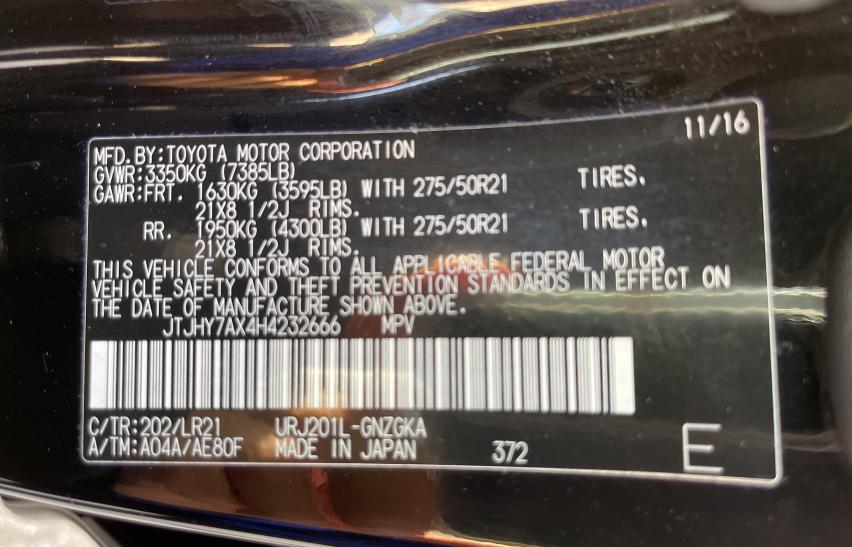 11/16
MFD.BY:TOYOTA MOTOR CORPORATION
GVWR:3350KG (7385LB)
GAWR:FRT. 1630KG (3595LB) WITH 275/50R21 TIRES.
21X8 1/2J RIMS.
RR. 1950KG (4300LB) WITH 275/50R21 TIRES.
21X8 1/2J RIMS.
THIS VEHICLE CONFORMS TO ALL APPLICABLE FEDERAL MOTOR
VEHICLE SAFETY AND THEFT PREVENTION STANDARDS IN EFFECT ON
THE DATE OF MANUFACTURE SHOWN ABOVE.
JTJHY7AX4H4232666 MPV
C/TR:202/LR21 URJ201L-GNZGKA
A/TM:A04A/AE80F MADE IN JAPAN 372 E